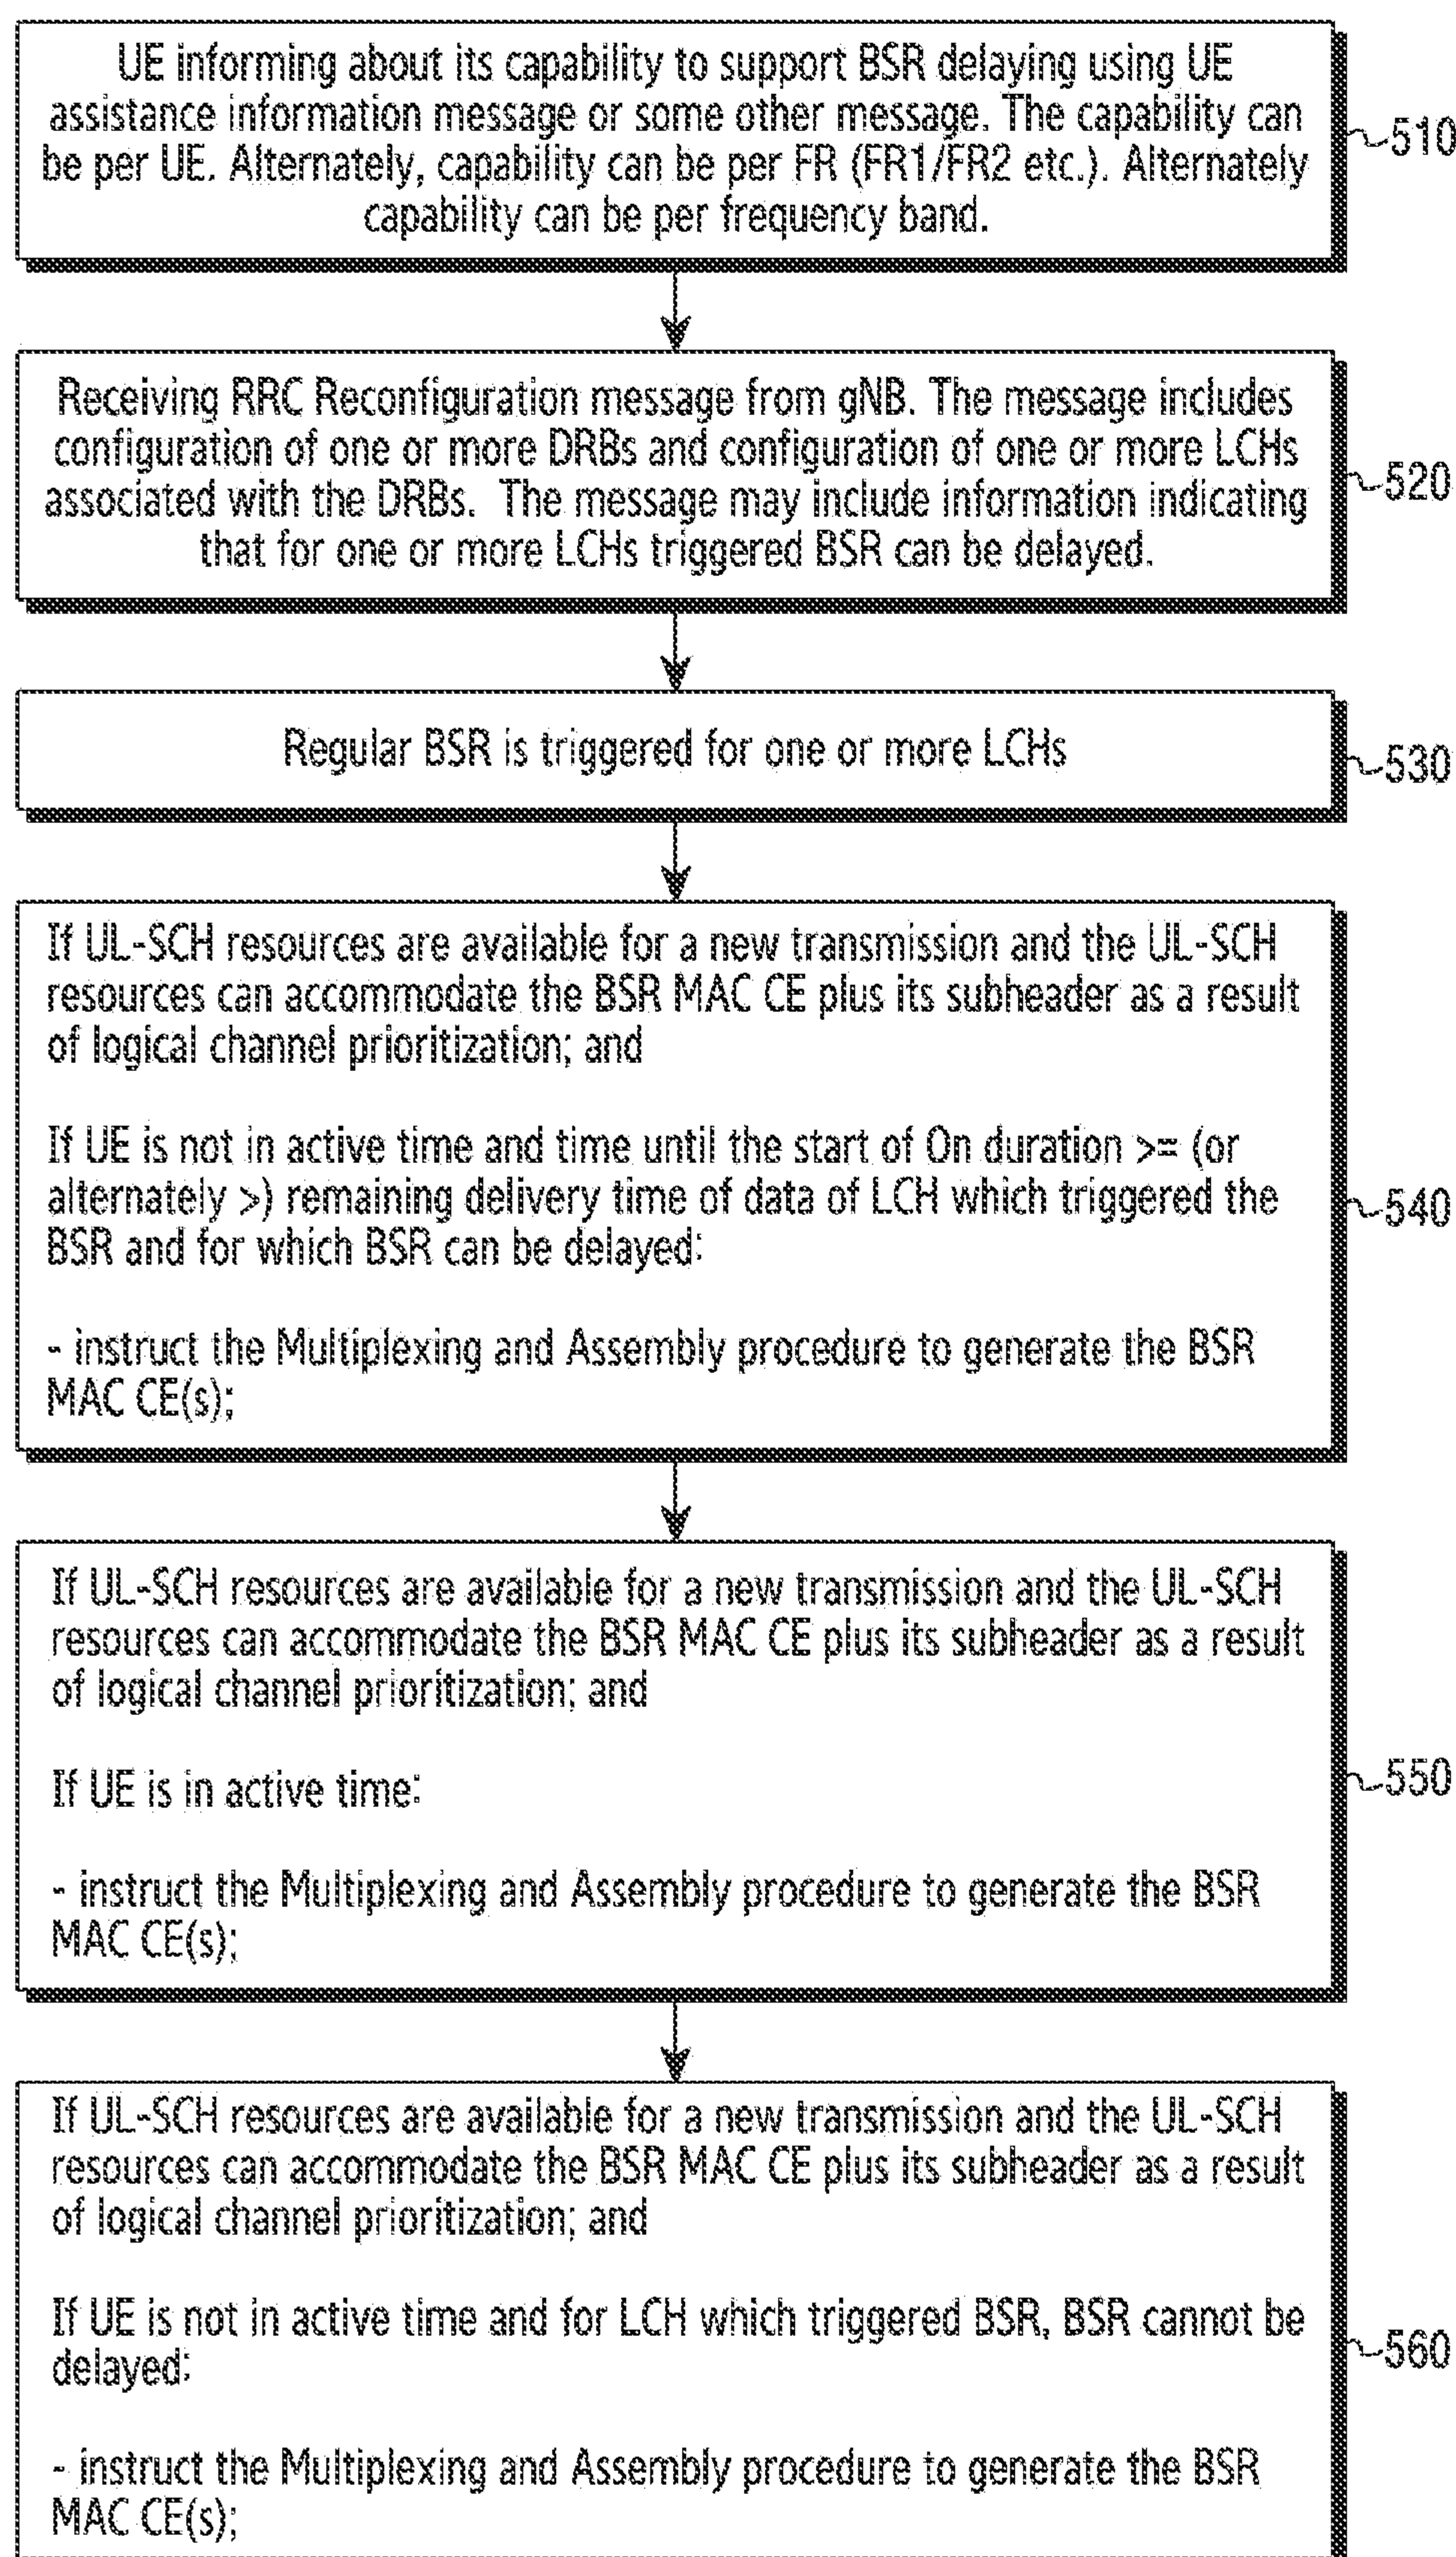 UE informing about its capability to support BSR delaying using UE
assistance information message or some other message. The capability can
be per UE. Alternately, capability can be per FR (FR1/FR2 etc.). Alternately
capability can be per frequency band.
510
Receiving RRC Reconfiguration message from gNB. The message includes
configuration of one or more DRBs and configuration of one or more LCHs
associated with the DRBs. The message may include information indicating
that for one or more LCHs triggered BSR can be delayed.
520
Regular BSR is triggered for one or more LCHs
530
If UL-SCH resources are available for a new transmission and the UL-SCH
resources can accommodate the BSR MAC CE plus its subheader as a result
of logical channel prioritization; and
If UE is not in active time and time until the start of On duration >= (or
alternately >) remaining delivery time of data of LCH which triggered the
BSR and for which BSR can be delayed:
- instruct the Multiplexing and Assembly procedure to generate the BSR
MAC CE(s);
540
If UL-SCH resources are available for a new transmission and the UL-SCH
resources can accommodate the BSR MAC CE plus its subheader as a result
of logical channel prioritization; and
If UE is in active time:
- instruct the Multiplexing and Assembly procedure to generate the BSR
MAC CE(s);
550
If UL-SCH resources are available for a new transmission and the UL-SCH
resources can accommodate the BSR MAC CE plus its subheader as a result
of logical channel prioritization; and
If UE is not in active time and for LCH which triggered BSR, BSR cannot be
delayed:
- instruct the Multiplexing and Assembly procedure to generate the BSR
MAC CE(s);
560